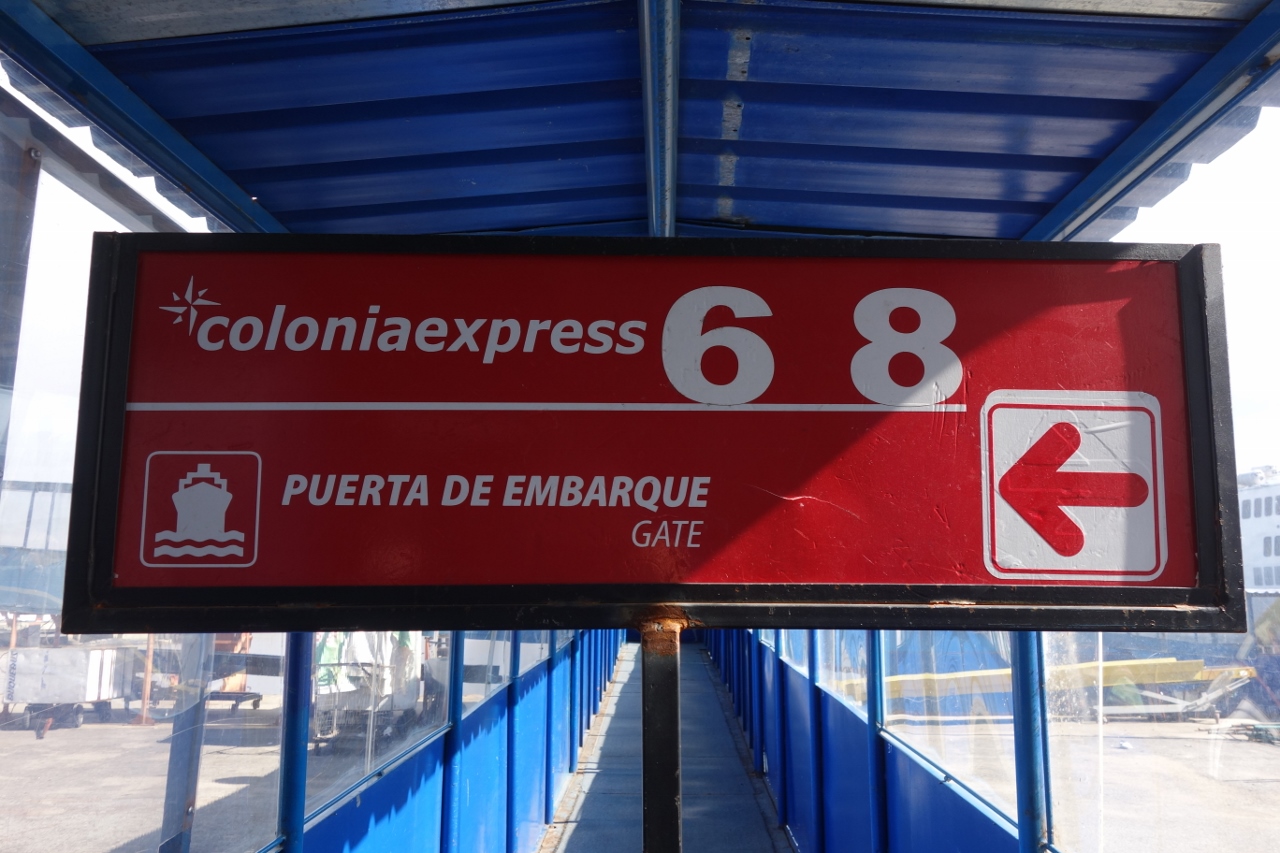 coloniaexpress 6 8
PUERTA DE EMBARQUE
GATE